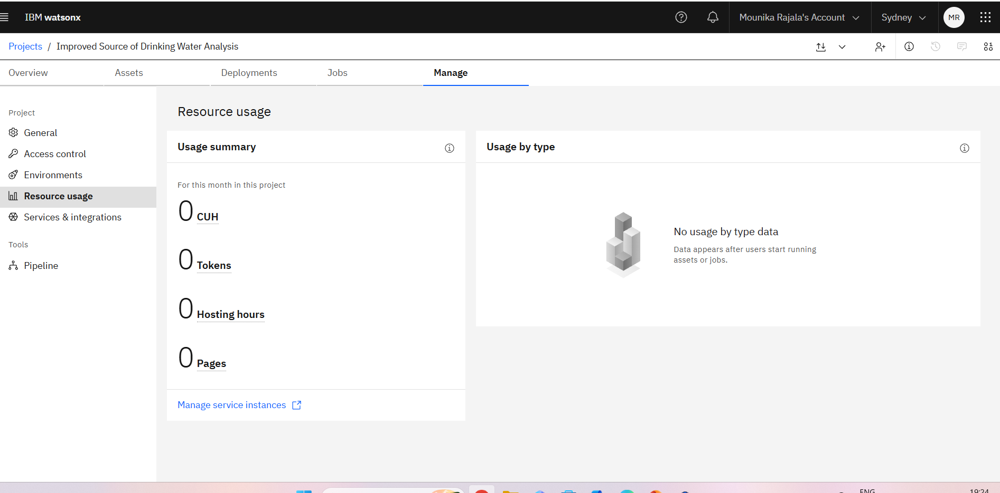 IBM watsonx
Mounika Rajala's Account
Sydney
MR
Projects / Improved Source of Drinking Water Analysis
Overview
Assets
Deployments
Jobs
Manage
Project
General
Access control
Environments
Resource usage
Services & integrations
Tools
Pipeline
Resource usage
Usage summary
For this month in this project
0 CUH
0 Tokens
0 Hosting hours
0 Pages
Manage service instances
Usage by type
No usage by type data
Data appears after users start running
assets or jobs.
ENG
19:24